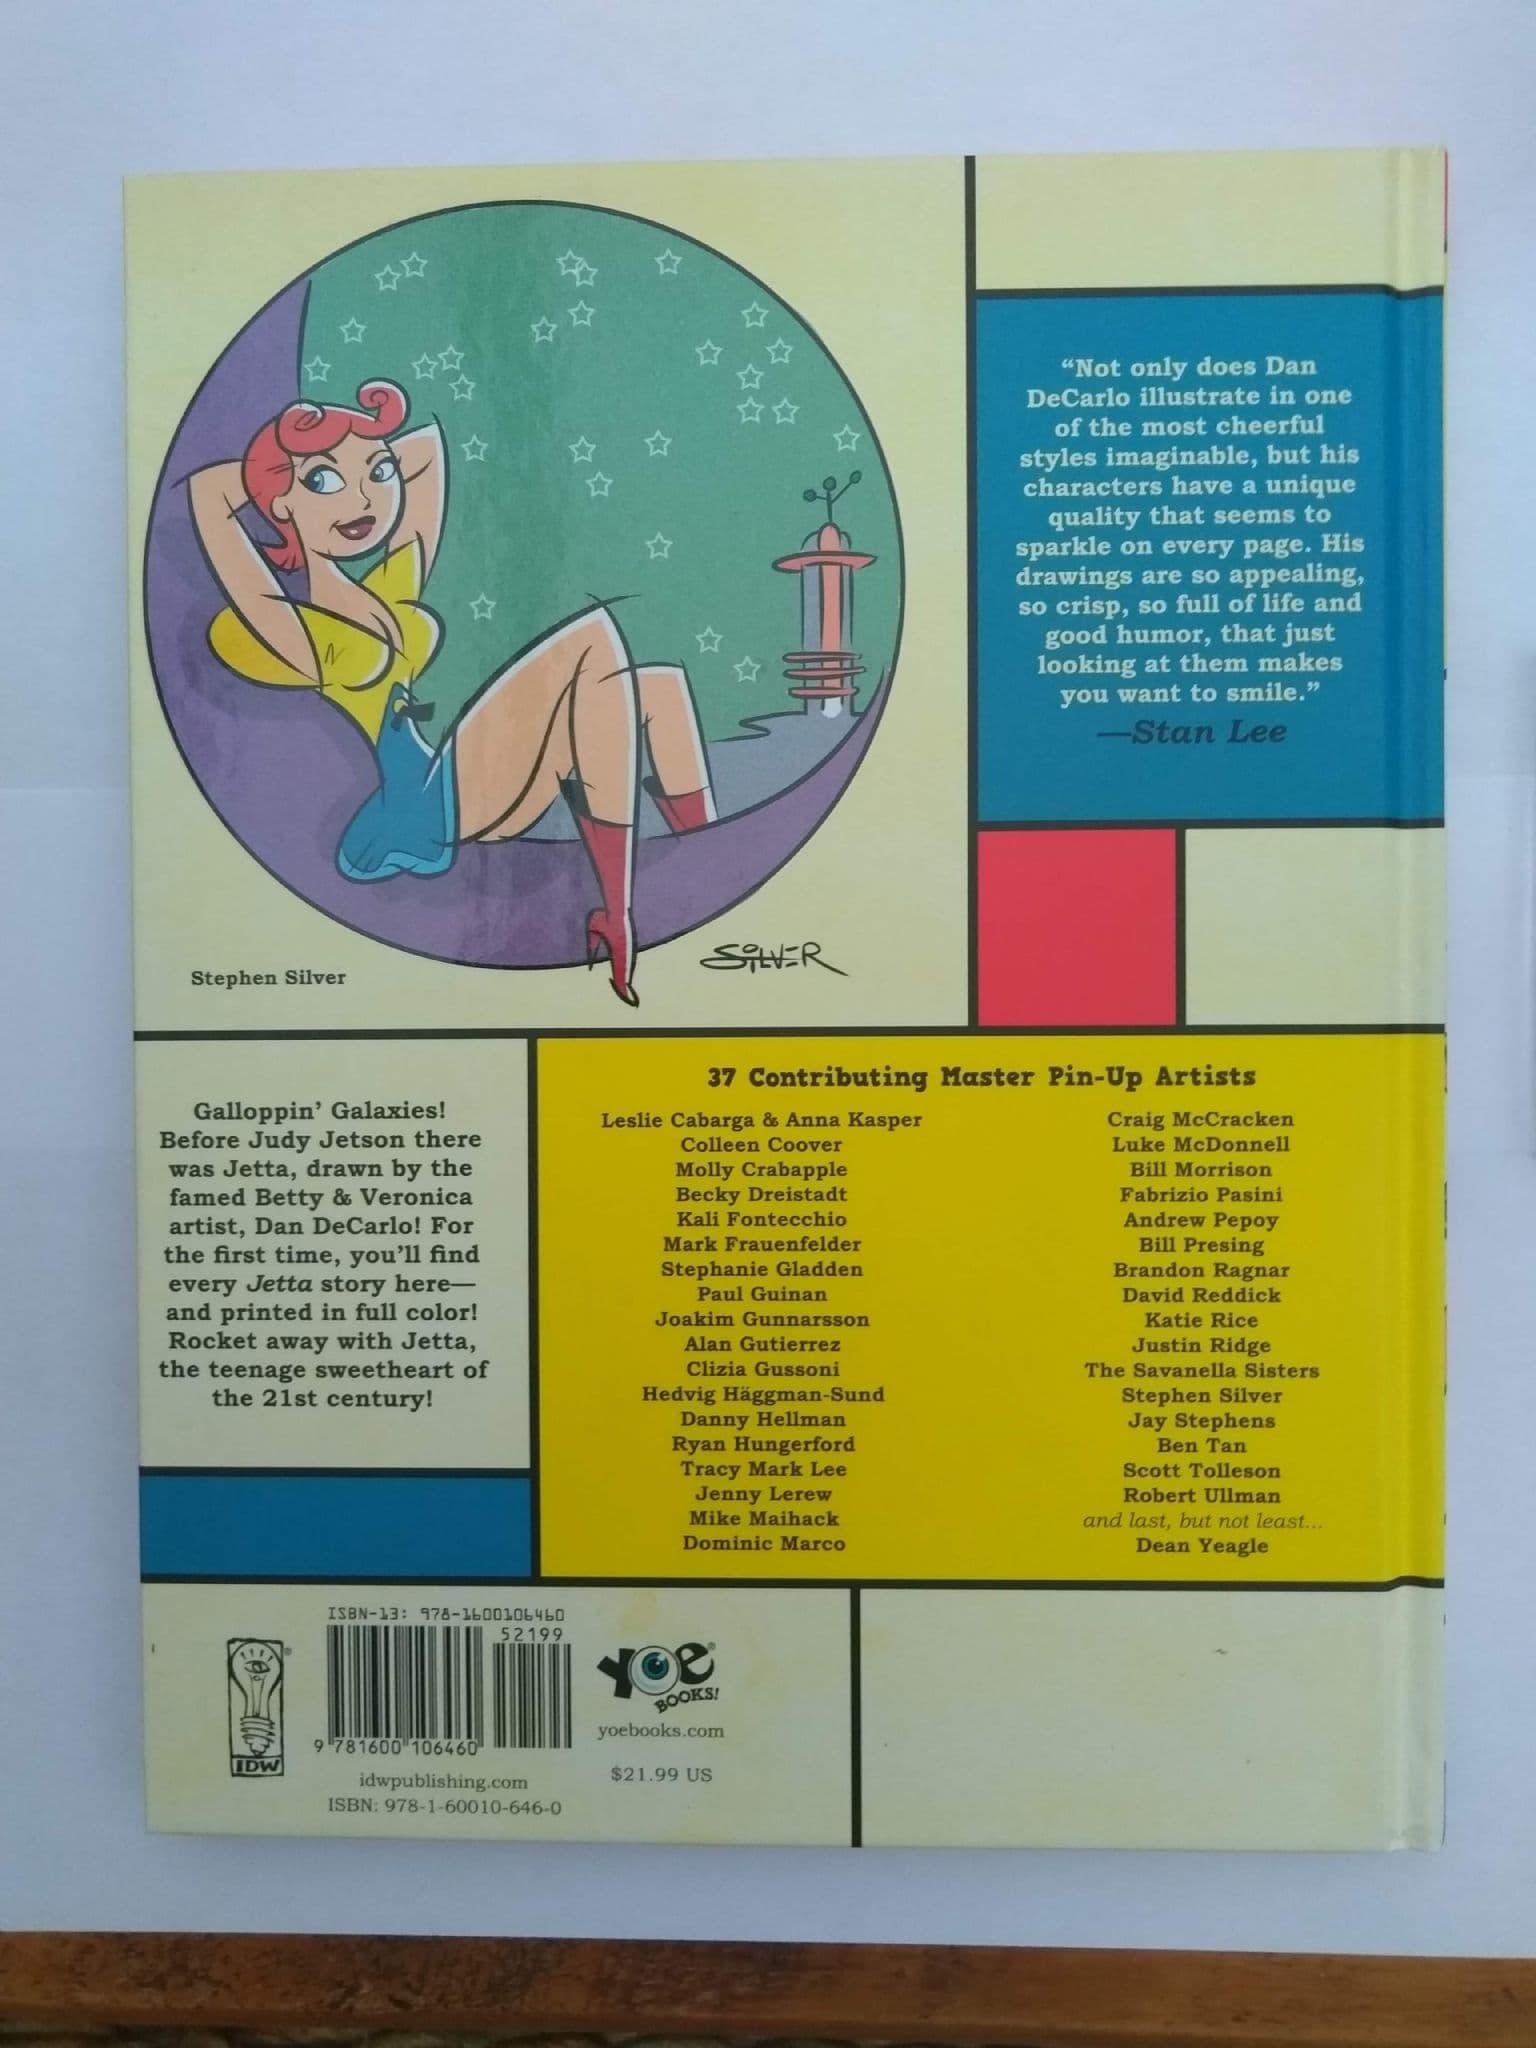 “Not only does Dan
DeCarlo illustrate in one
of the most cheerful
styles imaginable, but his
characters have a unique
quality that seems to
sparkle on every page. His
drawings are so appealing,
so crisp, so full of life and
good humor, that just
looking at them makes
you want to smile.”
—Stan Lee
SiLVER
Stephen Silver
Galloppin’ Galaxies!
Before Judy Jetson there
was Jetta, drawn by the
famed Betty & Veronica
artist, Dan DeCarlo! For
the first time, you’ll find
every Jetta story here—
and printed in full color!
Rocket away with Jetta,
the teenage sweetheart of
the 21st century!
37 Contributing Master Pin-Up Artists
Leslie Cabarga & Anna Kasper
Colleen Coover
Molly Crabapple
Becky Dreistadt
Kali Fontecchio
Mark Frauenfelder
Stephanie Gladden
Paul Guinan
Joakim Gunnarsson
Alan Gutierrez
Clizia Gussoni
Hedvig Häggman-Sund
Danny Hellman
Ryan Hungerford
Tracy Mark Lee
Jenny Lerew
Mike Maihack
Dominic Marco
Craig McCracken
Luke McDonnell
Bill Morrison
Fabrizio Pasini
Andrew Pepoy
Bill Presing
Brandon Ragnar
David Reddick
Katie Rice
Justin Ridge
The Savanella Sisters
Stephen Silver
Jay Stephens
Ben Tan
Scott Tolleson
Robert Ullman
and last, but not least...
Dean Yeagle
IDW
ISBN-13: 978-1600106460
52199
9 781600 106460
idwpublishing.com
ISBN: 978-1-60010-646-0
YOE
BOOKS!
yoebooks.com
$21.99 US